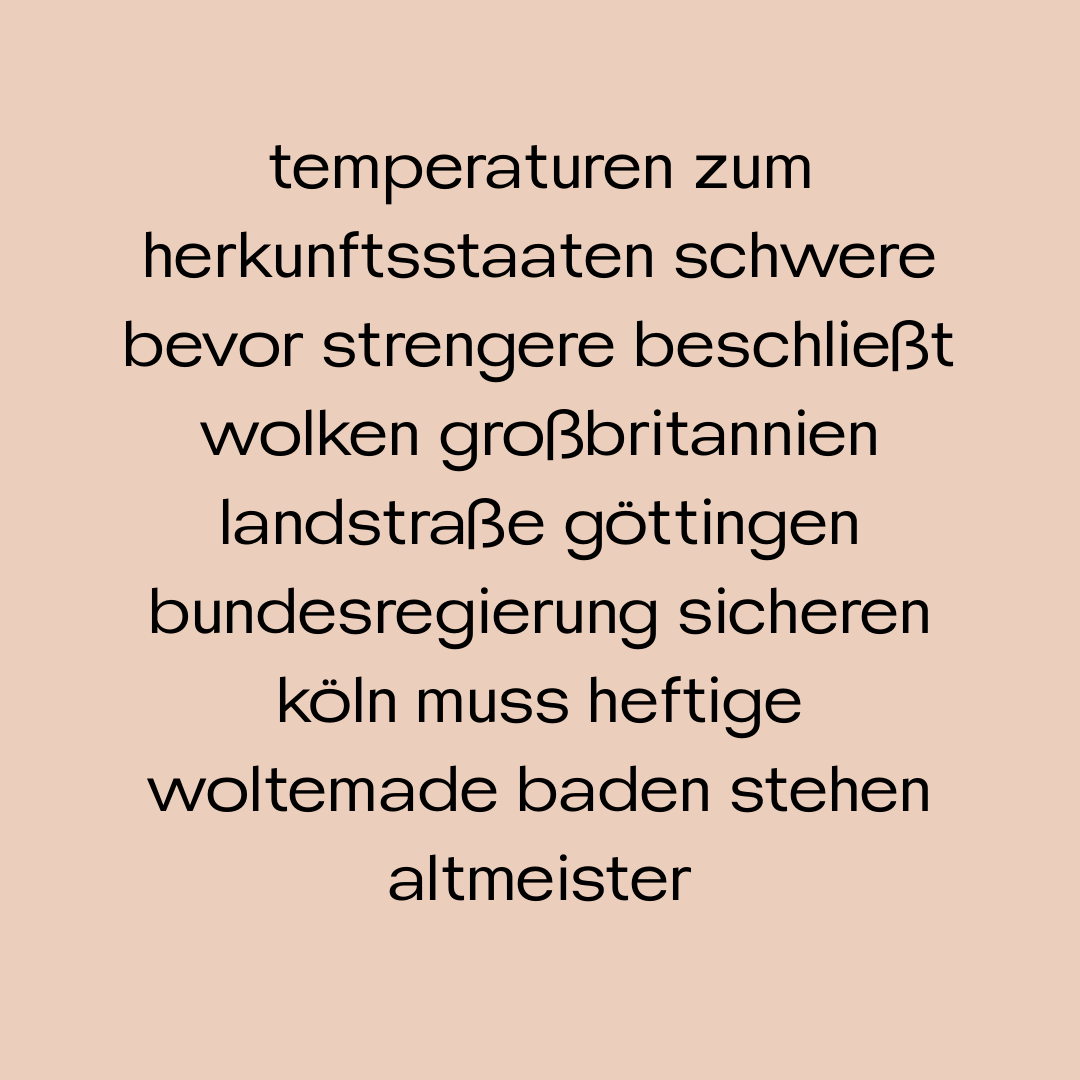 temperaturen zum
herkunftsstaaten schwere
bevor strengere beschließt
wolken großbritannien
landstraße göttingen
bundesregierung sicheren
köln muss heftige
woltemade baden stehen
altmeister